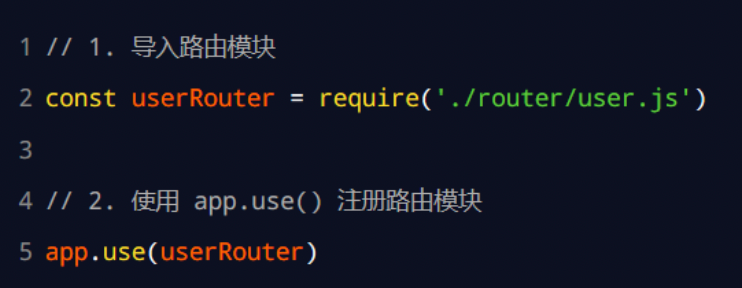 1 // 1. 导入路由模块
2 const userRouter = require('./router/user.js')
3
4 // 2. 使用 app.use() 注册路由模块
5 app.use(userRouter)